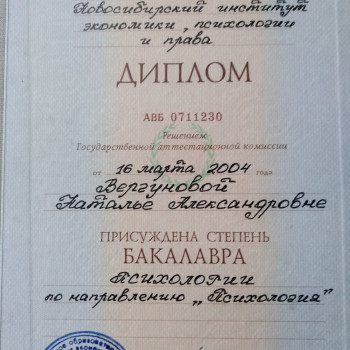 Новосибирский институт
экономики, психологии
и права
ДИПЛОМ
АВБ 0711230
Решением
Государственной аттестационной комиссии
от 16 марта 2004 года
Вергуновой
Наталье Александровне
ПРИСУЖДЕНА СТЕПЕНЬ
БАКАЛАВРА
Психологии
по направлению „Психология"